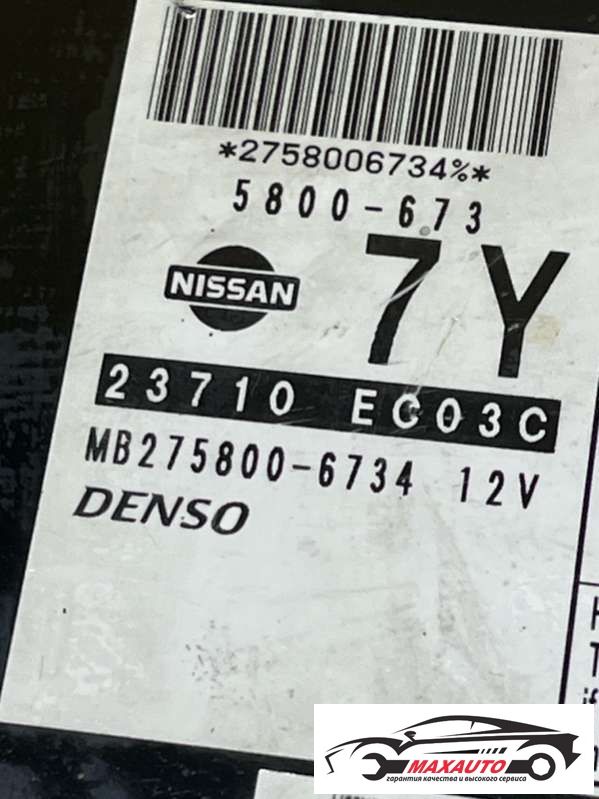 *2758006734%*
5800-673
7Y
NISSAN
23710 EC03C
MB275800-6734 12V
DENSO
MAXAUTO
гарантия качества и высокого сервиса